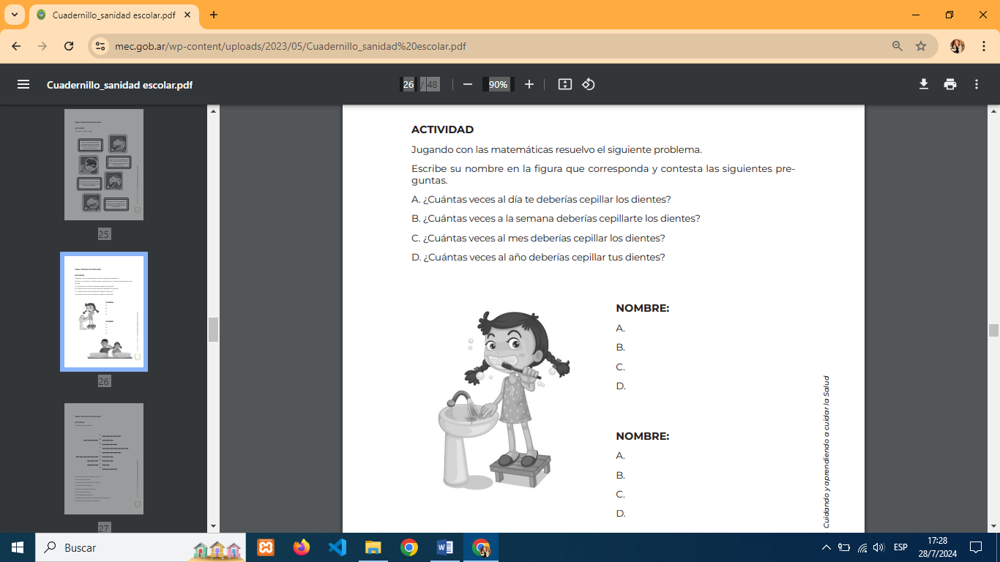 Cuadernillo_sanidad escolar.pdf
mec.gob.ar/wp-content/uploads/2023/05/Cuadernillo_sanidad%20escolar.pdf
Cuadernillo_sanidad escolar.pdf
26 / 48
90%
25
26
27
ACTIVIDAD
Jugando con las matemáticas resuelvo el siguiente problema.
Escribe su nombre en la figura que corresponda y contesta las siguientes pre-
guntas.
A. ¿Cuántas veces al día te deberías cepillar los dientes?
B. ¿Cuántas veces a la semana deberías cepillarte los dientes?
C. ¿Cuántas veces al mes deberías cepillar los dientes?
D. ¿Cuántas veces al año deberías cepillar tus dientes?
NOMBRE:
A.
B.
C.
D.
NOMBRE:
A.
B.
C.
D.
Cuidando y aprendiendo a cuidar la Salud
Buscar
ESP
17:28
28/7/2024